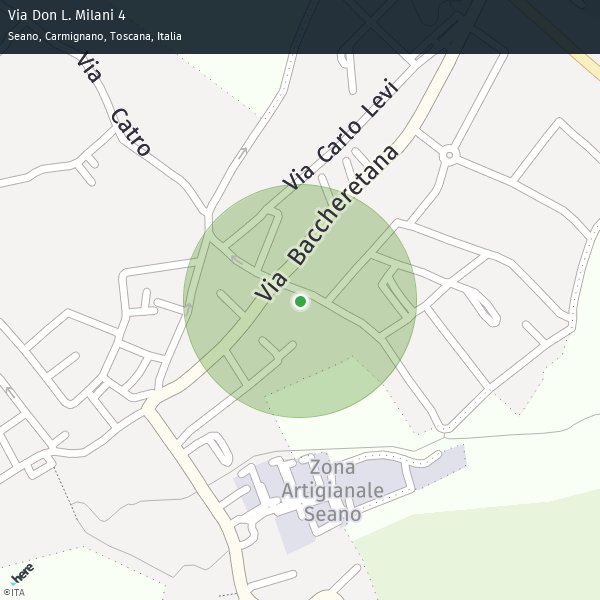 Via Don L. Milani 4
Seano, Carmignano, Toscana, Italia
Via Catro
Via Carlo Levi
Via Baccheretana
Zona
Artigianale
Seano
here
©ITA